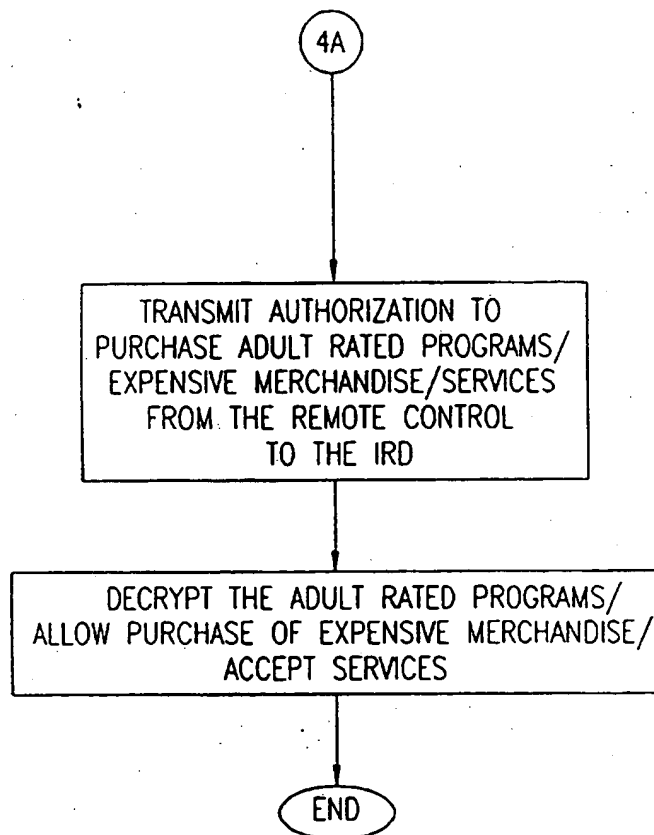 4A
TRANSMIT AUTHORIZATION TO
PURCHASE ADULT RATED PROGRAMS/
EXPENSIVE MERCHANDISE/SERVICES
FROM THE REMOTE CONTROL
TO THE IRD
DECRYPT THE ADULT RATED PROGRAMS/
ALLOW PURCHASE OF EXPENSIVE MERCHANDISE/
ACCEPT SERVICES
END